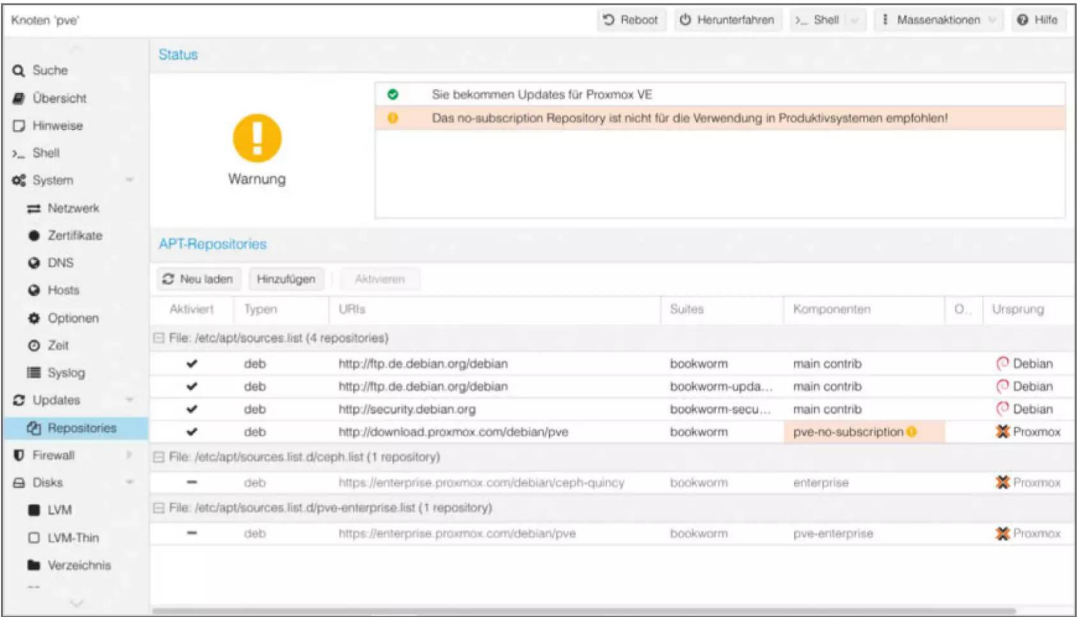 Knoten 'pve'
Reboot
Herunterfahren
Shell
Massenaktionen
Hilfe
Suche
Übersicht
Hinweise
Shell
System
Netzwerk
Zertifikate
DNS
Hosts
Optionen
Zeit
Syslog
Updates
Repositories
Firewall
Disks
LVM
LVM-Thin
Verzeichnis
Status
Warnung
Sie bekommen Updates für Proxmox VE
Das no-subscription Repository ist nicht für die Verwendung in Produktivsystemen empfohlen!
APT-Repositories
Neu laden
Hinzufügen
Aktivieren
Aktiviert Typen URIs Suites Komponenten O.. Ursprung
File: /etc/apt/sources.list (4 repositories)
deb http://ftp.de.debian.org/debian bookworm main contrib Debian
deb http://ftp.de.debian.org/debian bookworm-upda... main contrib Debian
deb http://security.debian.org bookworm-secu... main contrib Debian
deb http://download.proxmox.com/debian/pve bookworm pve-no-subscription Proxmox
File: /etc/apt/sources.list.d/ceph.list (1 repository)
deb https://enterprise.proxmox.com/debian/ceph-quincy bookworm enterprise Proxmox
File: /etc/apt/sources.list.d/pve-enterprise.list (1 repository)
deb https://enterprise.proxmox.com/debian/pve bookworm pve-enterprise Proxmox